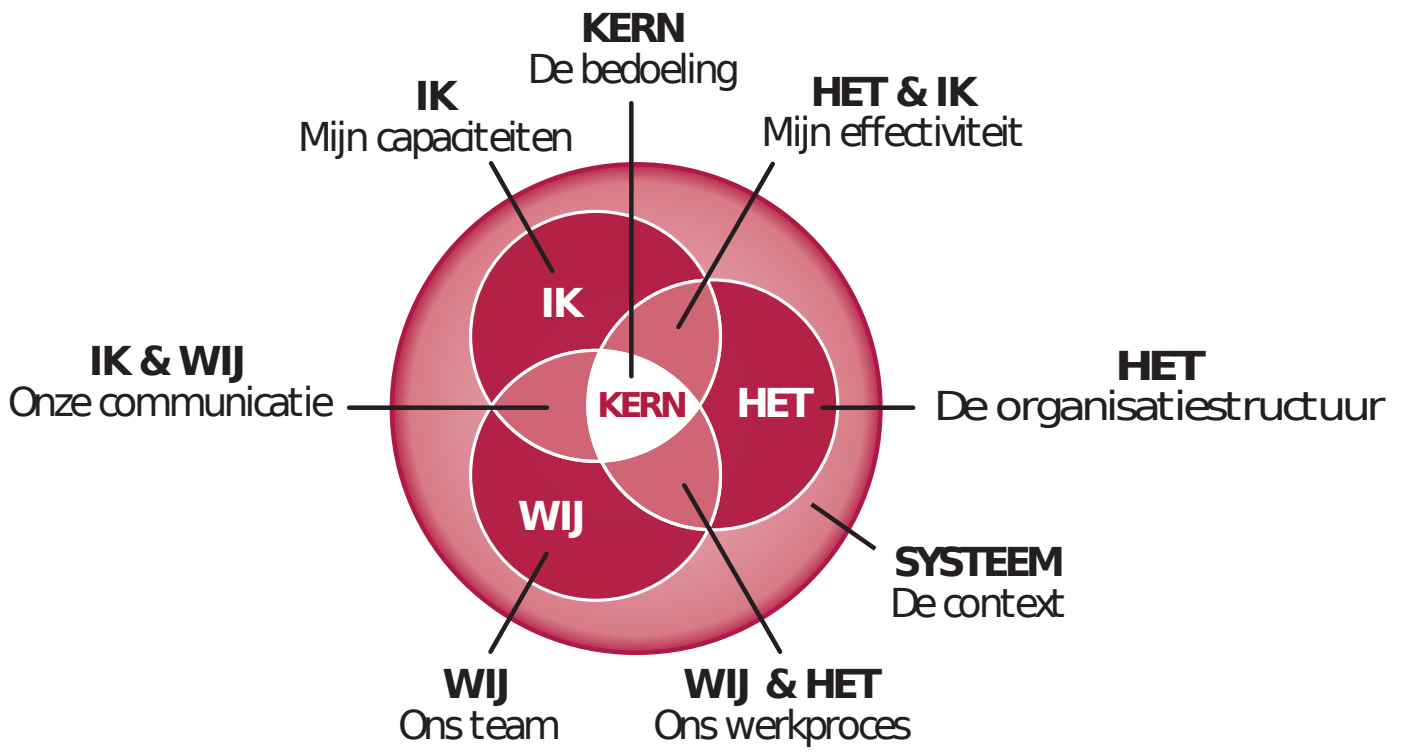 KERN
De bedoeling
IK
Mijn capaciteiten
HET & IK
Mijn effectiviteit
IK
IK & WIJ
Onze communicatie
KERN
HET
HET
De organisatiestructuur
WIJ
SYSTEEM
De context
WIJ
Ons team
WIJ & HET
Ons werkproces